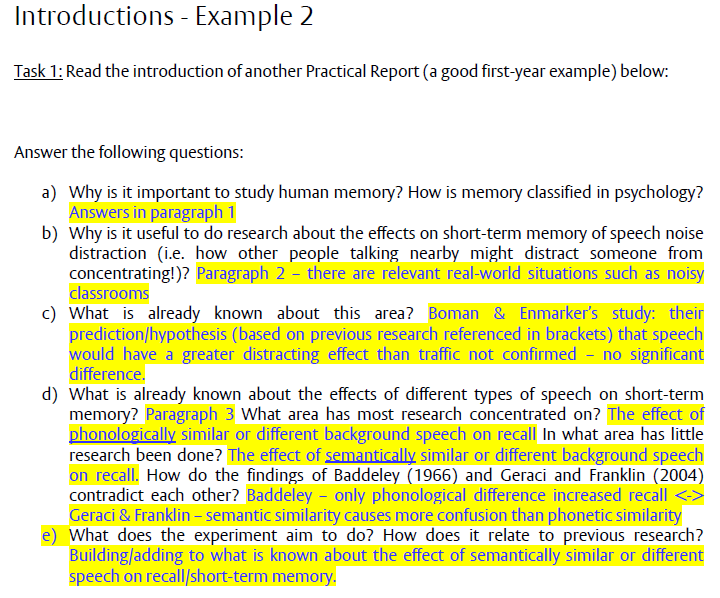 Introductions - Example 2
Task 1: Read the introduction of another Practical Report (a good first-year example) below:
Answer the following questions:
a) Why is it important to study human memory? How is memory classified in psychology?
Answers in paragraph 1
b) Why is it useful to do research about the effects on short-term memory of speech noise
distraction (i.e. how other people talking nearby might distract someone from
concentrating!)? Paragraph 2 – there are relevant real-world situations such as noisy
classrooms
c) What is already known about this area? Boman & Enmarker's study: their
prediction/hypothesis (based on previous research referenced in brackets) that speech
would have a greater distracting effect than traffic not confirmed – no significant
difference.
d) What is already known about the effects of different types of speech on short-term
memory? Paragraph 3 What area has most research concentrated on? The effect of
phonologically similar or different background speech on recall In what area has little
research been done? The effect of semantically similar or different background speech
on recall. How do the findings of Baddeley (1966) and Geraci and Franklin (2004)
contradict each other? Baddeley – only phonological difference increased recall <->
Geraci & Franklin – semantic similarity causes more confusion than phonetic similarity
e) What does the experiment aim to do? How does it relate to previous research?
Building/adding to what is known about the effect of semantically similar or different
speech on recall/short-term memory.